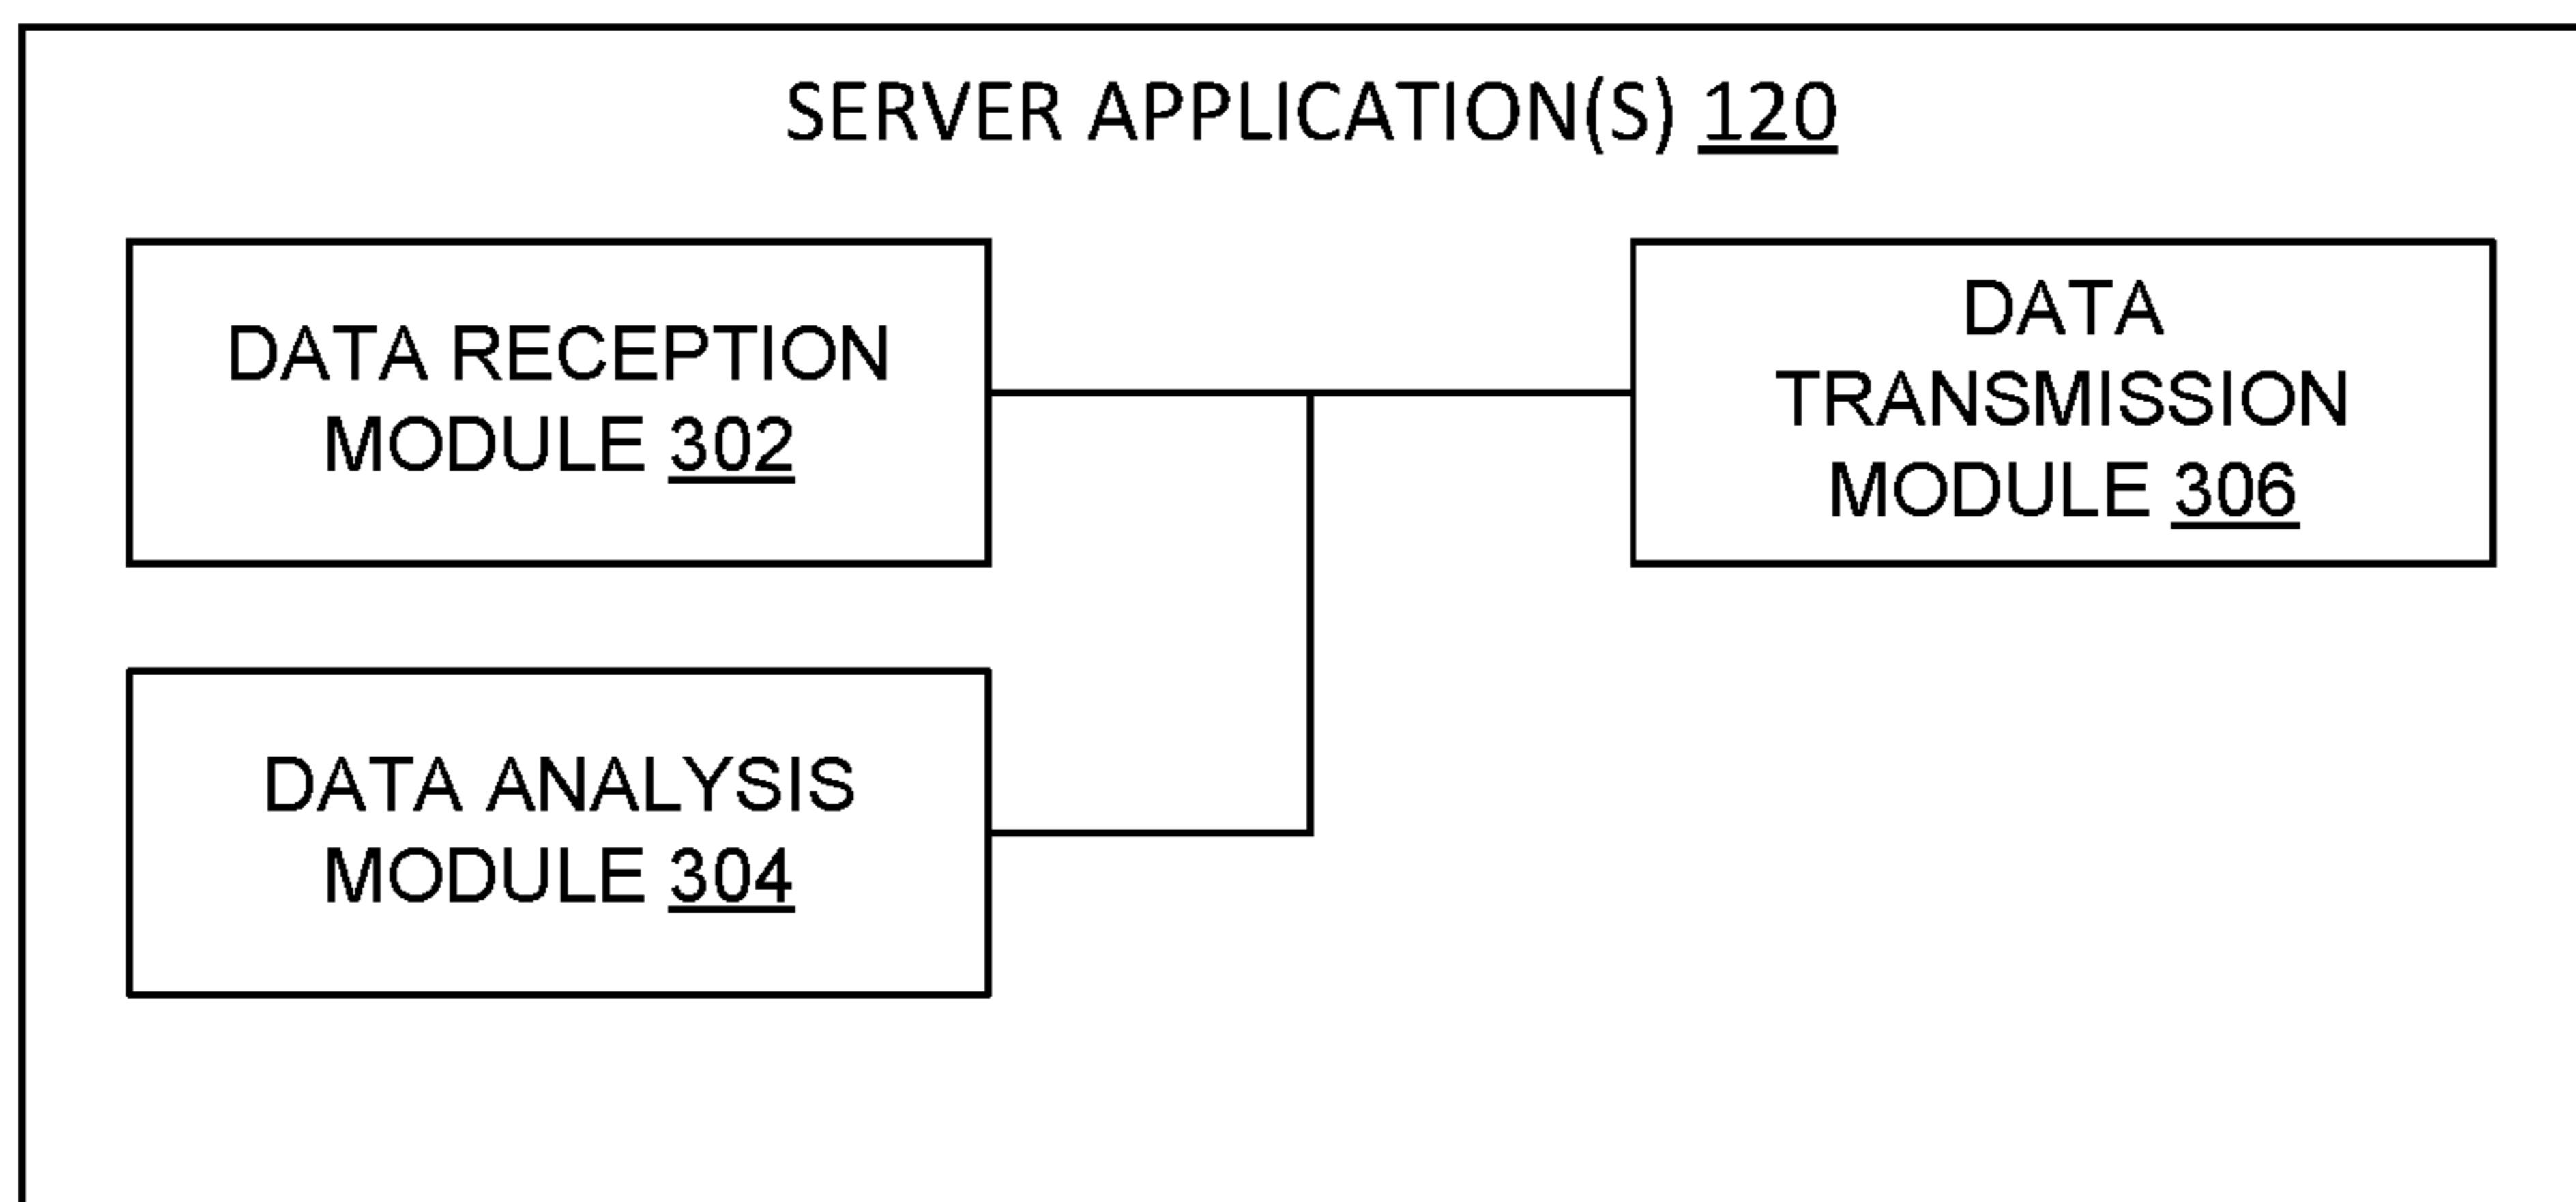 SERVER APPLICATION(S) 120
DATA RECEPTION
MODULE 302
DATA
TRANSMISSION
MODULE 306
DATA ANALYSIS
MODULE 304